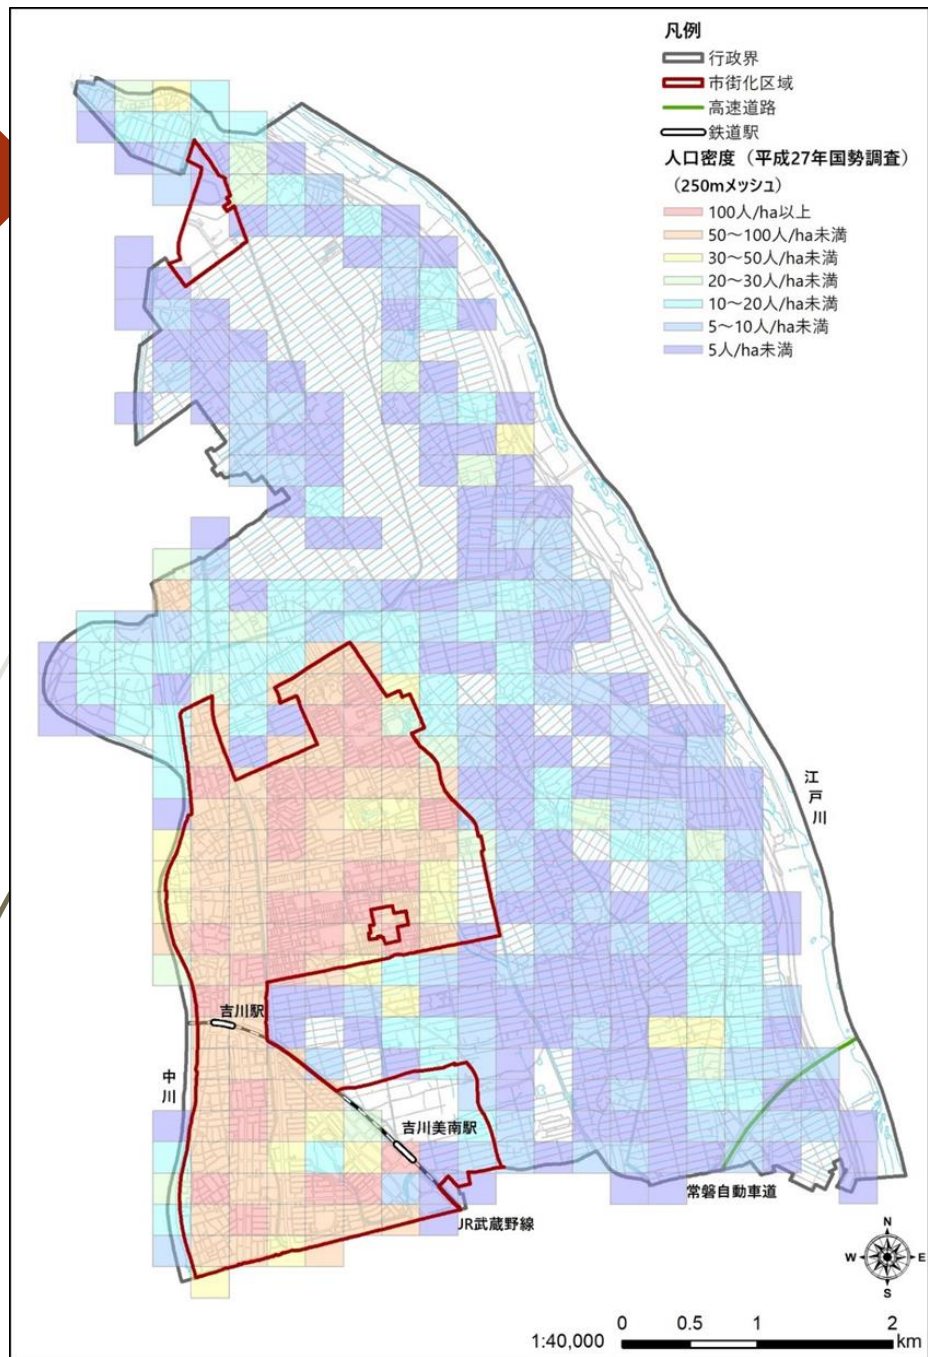 凡例
行政界
市街化区域
高速道路
鉄道駅
人口密度（平成27年国勢調査）
（250mメッシュ）
100人/ha以上
50～100人/ha未満
30～50人/ha未満
20～30人/ha未満
10～20人/ha未満
5～10人/ha未満
5人/ha未満
江戸川
吉川駅
中川
吉川美南駅
常磐自動車道
JR武蔵野線
N
W
E
S
0 0.5 1 2
1:40,000
km